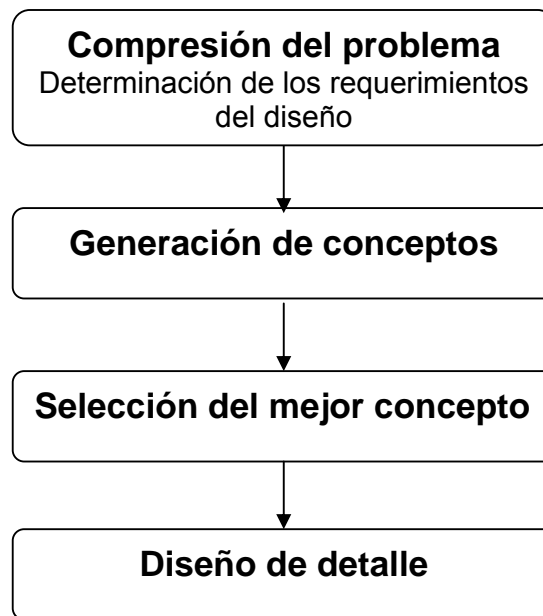 Compresión del problema
Determinación de los requerimientos
del diseño
Generación de conceptos
Selección del mejor concepto
Diseño de detalle